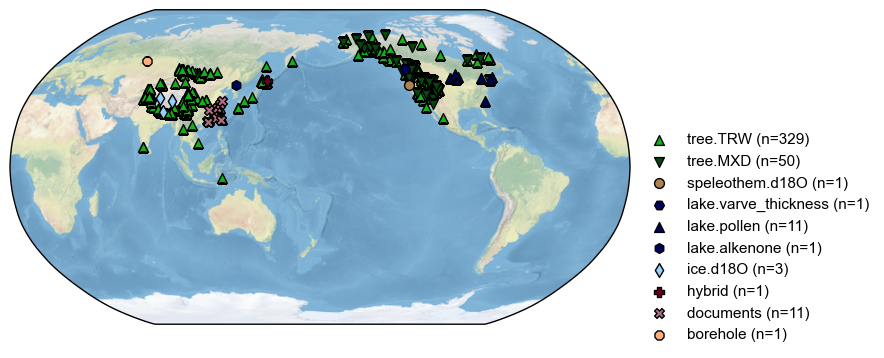 tree.TRW (n=329)
tree.MXD (n=50)
speleothem.d18O (n=1)
lake.varve_thickness (n=1)
lake.pollen (n=11)
lake.alkenone (n=1)
ice.d18O (n=3)
hybrid (n=1)
documents (n=11)
borehole (n=1)